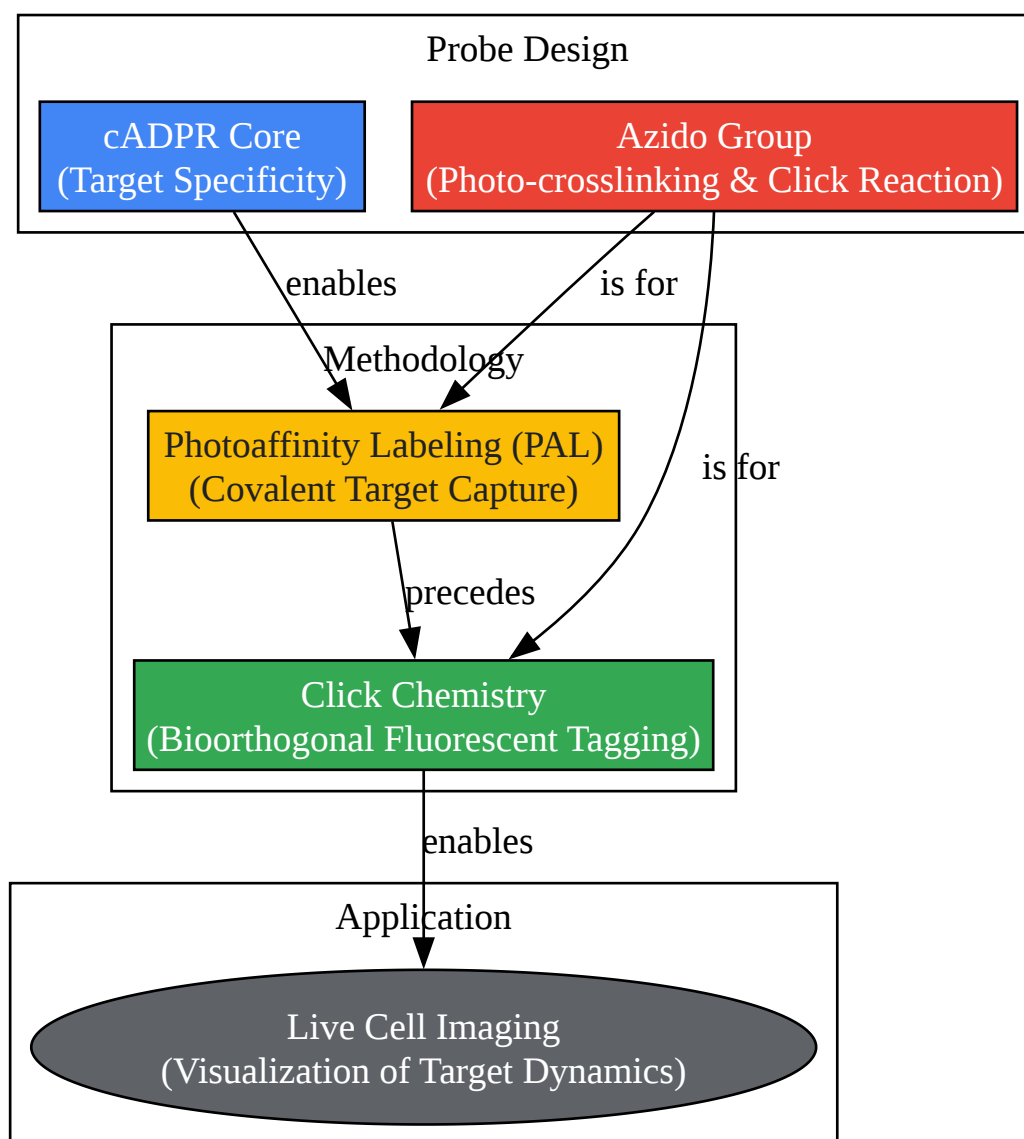 Probe Design
cADPR Core
(Target Specificity)
Azido Group
(Photo-crosslinking & Click Reaction)
enables
is for
Methodology
Photoaffinity Labeling (PAL)
(Covalent Target Capture)
is for
precedes
Click Chemistry
(Bioorthogonal Fluorescent Tagging)
enables
Application
Live Cell Imaging
(Visualization of Target Dynamics)